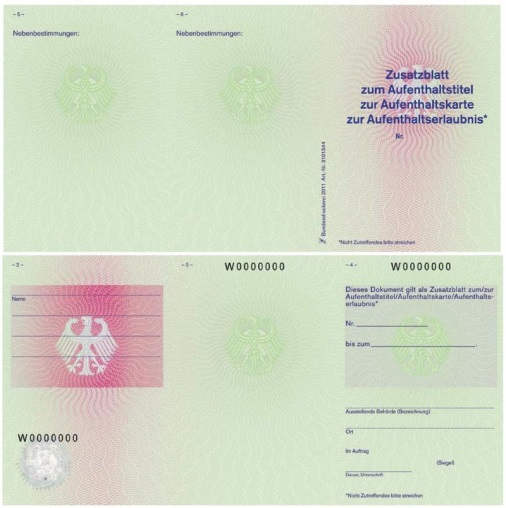 -5-
Nebenbestimmungen:
-6-
Nebenbestimmungen:
Zusatzblatt
zum Aufenthaltstitel
zur Aufenthaltskarte
zur Aufenthaltserlaubnis*
Nr.
Bundesdruckerei 2011 Art.-Nr. 3101344
*Nicht Zutreffendes bitte streichen
-2-
Name
W0000000
-3-
W0000000
-4-
W0000000
Dieses Dokument gilt als Zusatzblatt zum/zur
Aufenthaltstitel/Aufenthaltskarte/Aufenthalts-
erlaubnis*
Nr.
bis zum .
Ausstellende Behörde (Bezeichnung)
Ort
Im Auftrag
(Siegel)
Datum, Unterschrift
*Nicht Zutreffendes bitte streichen